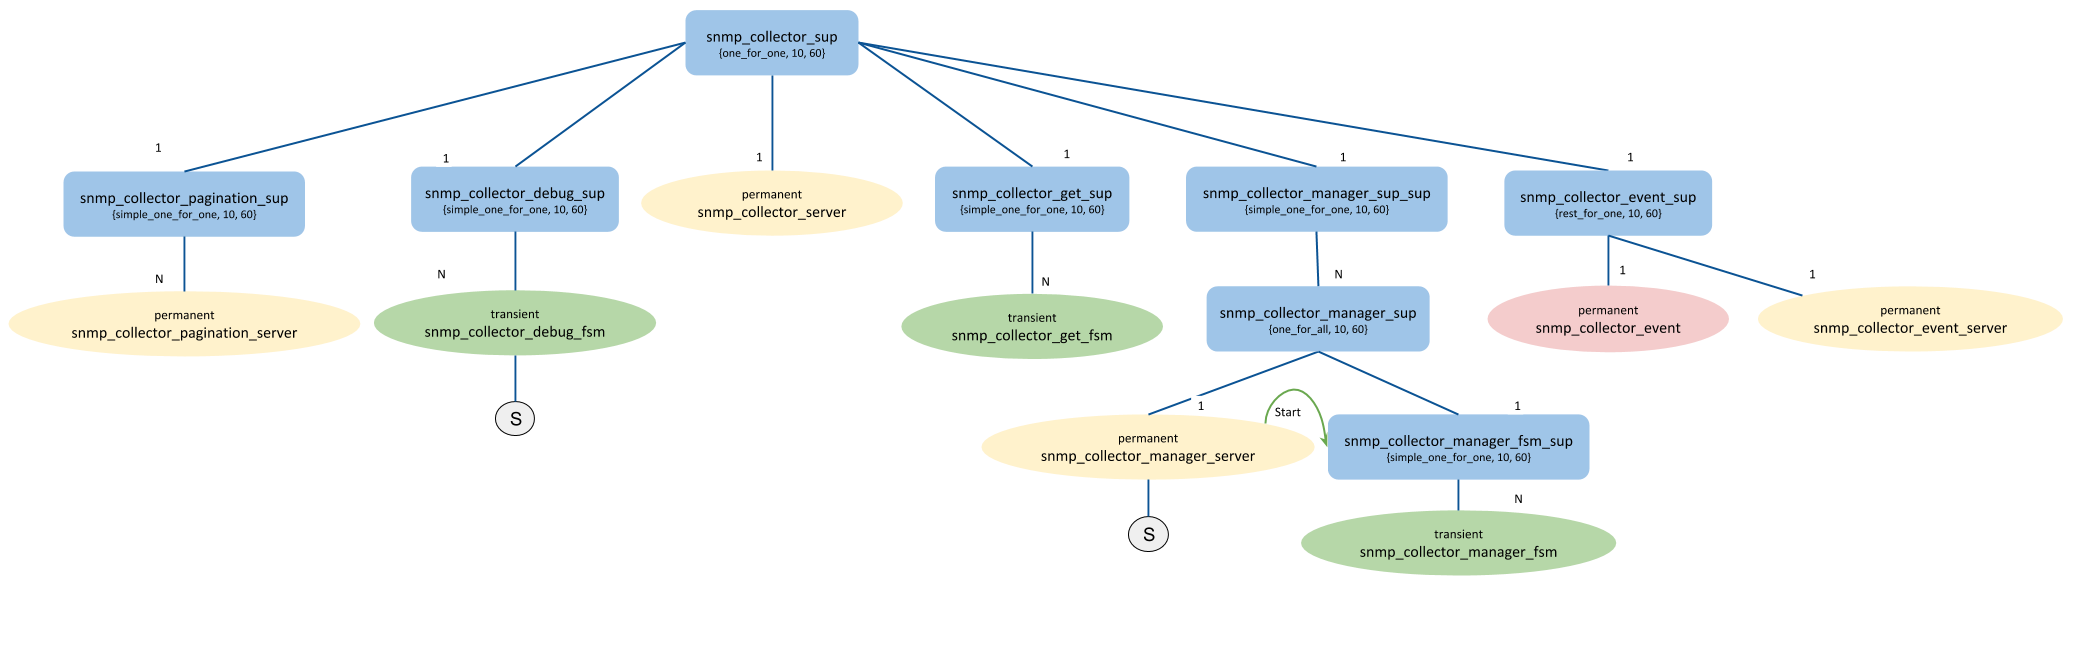 snmp_collector_sup
{one_for_one, 10, 60}
1
1
1
1
1
1
snmp_collector_pagination_sup
{simple_one_for_one, 10, 60}
snmp_collector_debug_sup
{simple_one_for_one, 10, 60}
permanent
snmp_collector_server
snmp_collector_get_sup
{simple_one_for_one, 10, 60}
snmp_collector_manager_sup_sup
{simple_one_for_one, 10, 60}
snmp_collector_event_sup
{rest_for_one, 10, 60}
N
N
N
N
1
1
permanent
snmp_collector_pagination_server
transient
snmp_collector_debug_fsm
transient
snmp_collector_get_fsm
snmp_collector_manager_sup
{one_for_all, 10, 60}
permanent
snmp_collector_event
permanent
snmp_collector_event_server
S
1
Start
1
permanent
snmp_collector_manager_server
snmp_collector_manager_fsm_sup
{simple_one_for_one, 10, 60}
N
S
transient
snmp_collector_manager_fsm